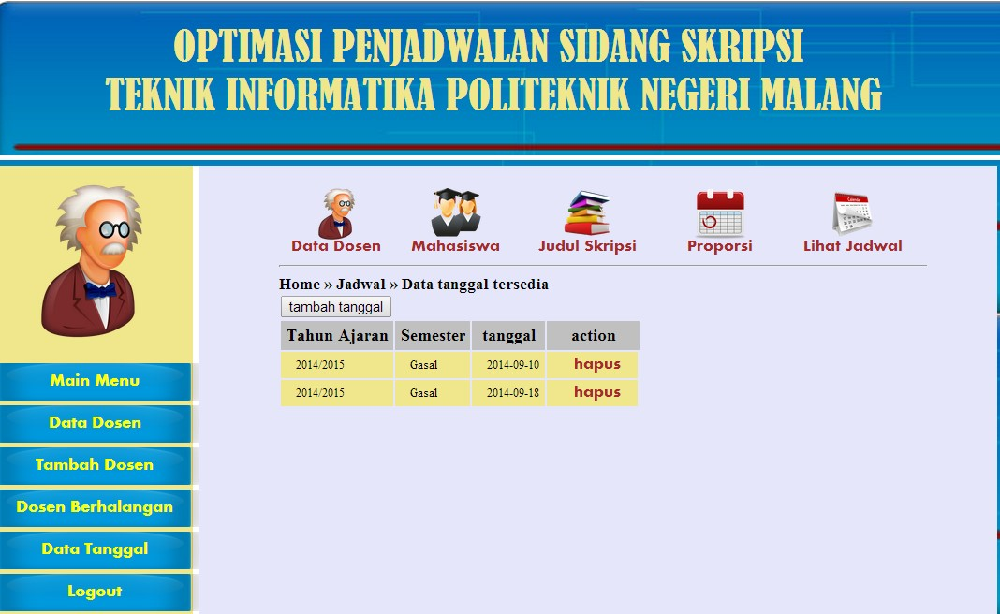 OPTIMASI PENJADWALAN SIDANG SKRIPSI
TEKNIK INFORMATIKA POLITEKNIK NEGERI MALANG
Data Dosen Mahasiswa Judul Skripsi Proporsi Lihat Jadwal
Home » Jadwal » Data tanggal tersedia
tambah tanggal
Tahun Ajaran Semester tanggal action
2014/2015 Gasal 2014-09-10 hapus
2014/2015 Gasal 2014-09-18 hapus
Main Menu
Data Dosen
Tambah Dosen
Dosen Berhalangan
Data Tanggal
Logout